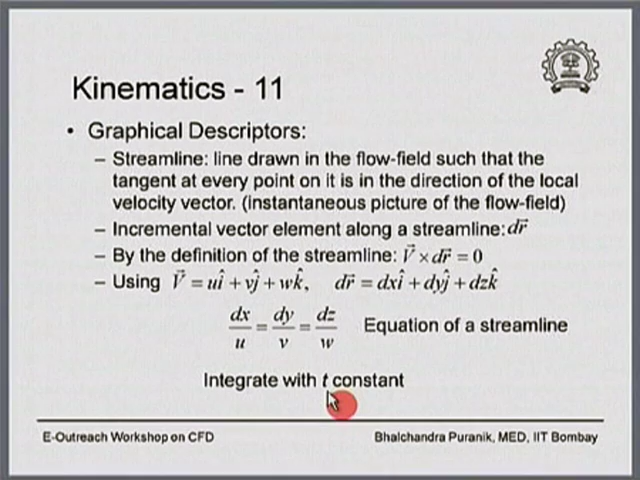 Kinematics - 11
• Graphical Descriptors:
– Streamline: line drawn in the flow-field such that the
tangent at every point on it is in the direction of the local
velocity vector. (instantaneous picture of the flow-field)
– Incremental vector element along a streamline: dr⃗
– By the definition of the streamline: V⃗ × dr⃗ = 0
– Using V⃗ = uî + vĵ + wk̂, dr⃗ = dxî + dyĵ + dzk̂
dx/u = dy/v = dz/w Equation of a streamline
Integrate with t constant
E-Outreach Workshop on CFD Bhalchandra Puranik, MED, IIT Bombay